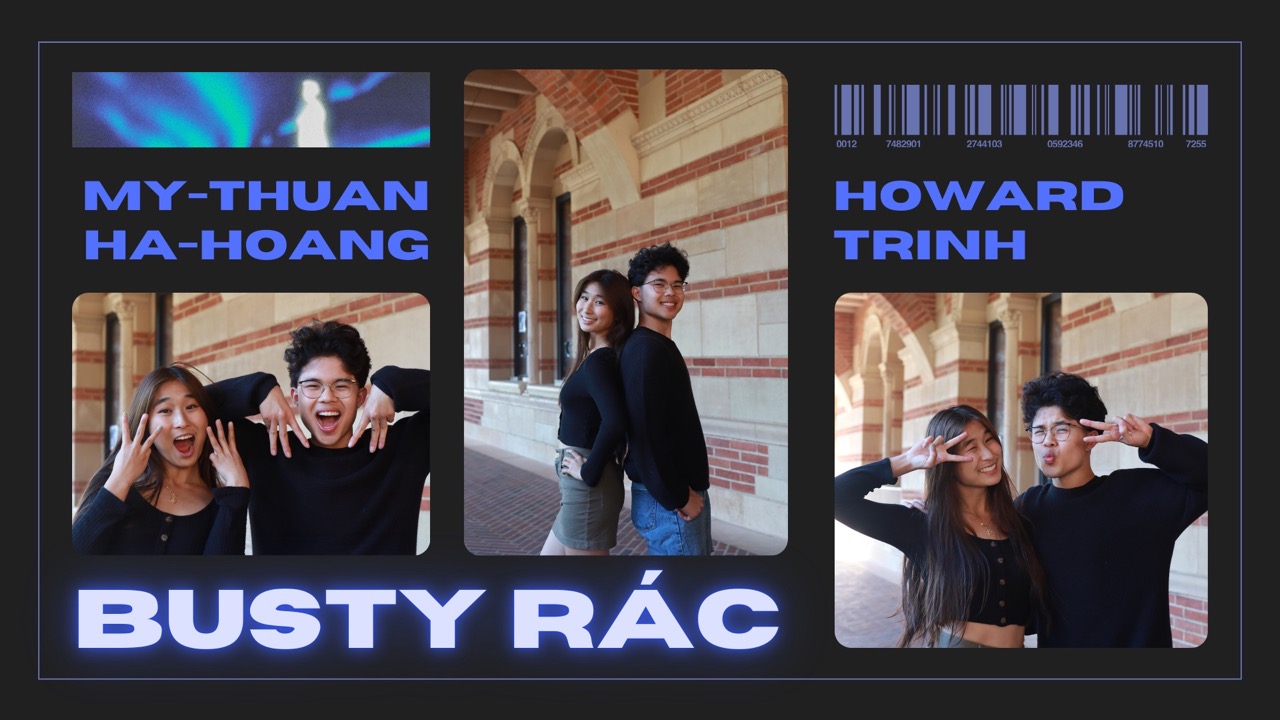 MY-THUAN
HA-HOANG
HOWARD
TRINH
0012 7482901 2744103 0592346 8774510 7255
BUSTY RÁC